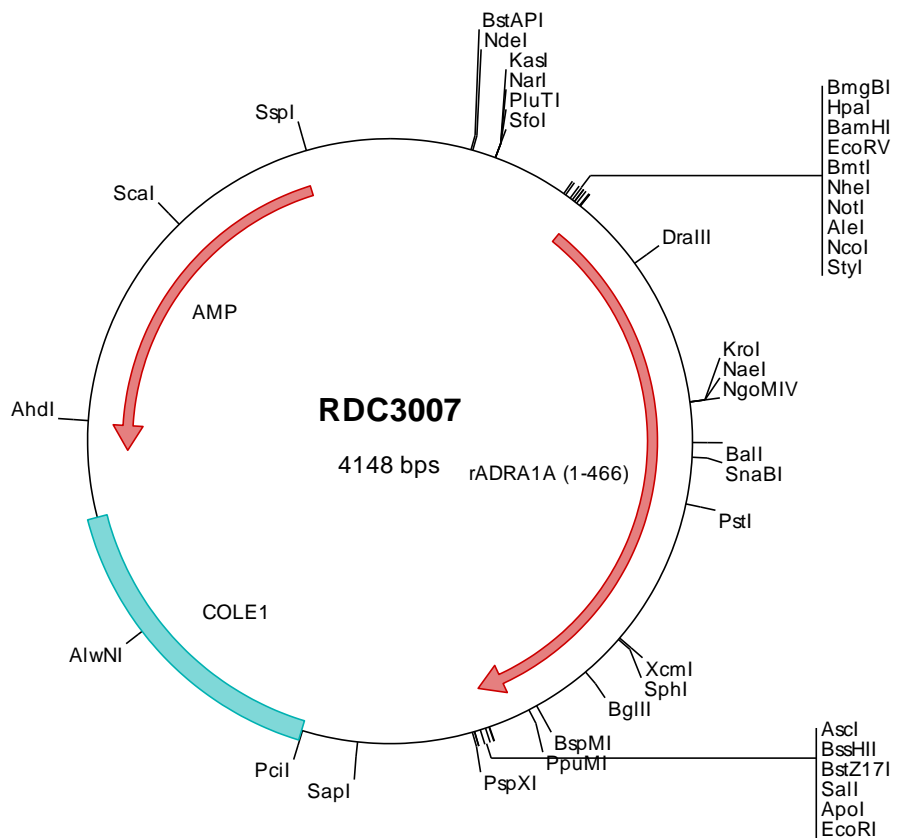 BstAPI
NdeI
KasI
NarI
PluTI
SfoI
BmgBI
HpaI
BamHI
EcoRV
BmtI
NheI
NotI
AleI
NcoI
StyI
SspI
ScaI
DraIII
AMP
KroI
NaeI
NgoMIV
AhdI
RDC3007
4148 bps
rADRA1A (1-466)
BalI
SnaBI
PstI
COLE1
AlwNI
XcmI
SphI
BglII
BspMI
PpuMI
PspXI
PciI
SapI
AscI
BssHII
BstZ17I
SalI
ApoI
EcoRI